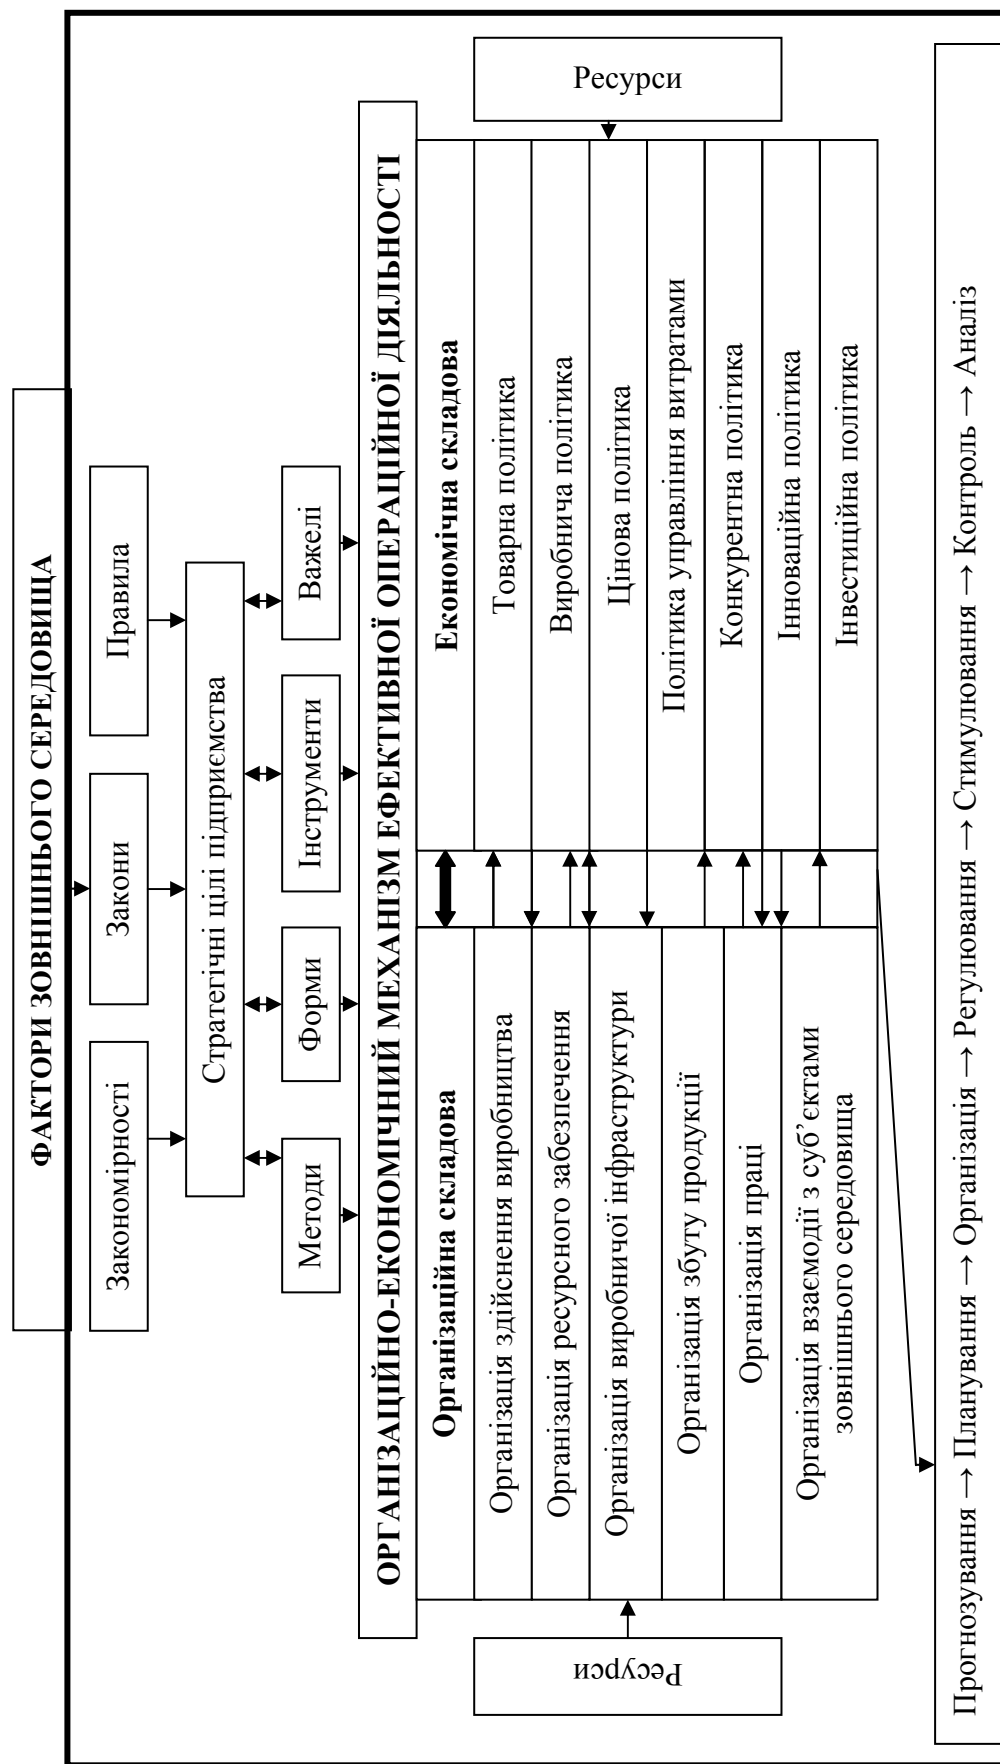 ФАКТОРИ ЗОВНІШНЬОГО СЕРЕДОВИЩА
Закономірності
Закони
Правила
Стратегічні цілі підприємства
Методи
Форми
Інструменти
Важелі
ОРГАНІЗАЦІЙНО-ЕКОНОМІЧНИЙ МЕХАНІЗМ ЕФЕКТИВНОЇ ОПЕРАЦІЙНОЇ ДІЯЛЬНОСТІ
Ресурси
Організаційна складова
Організація здійснення виробництва
Організація ресурсного забезпечення
Організація виробничої інфраструктури
Організація збуту продукції
Організація праці
Організація взаємодії з суб’єктами
зовнішнього середовища
Економічна складова
Товарна політика
Виробнича політика
Цінова політика
Політика управління витратами
Конкурентна політика
Інноваційна політика
Інвестиційна політика
Ресурси
Прогнозування → Планування → Організація → Регулювання → Стимулювання → Контроль → Аналіз